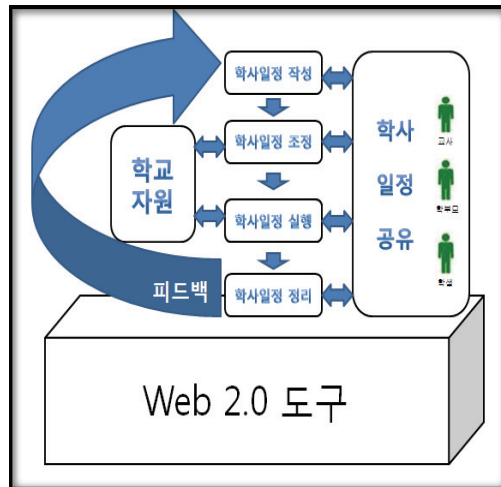 학사일정 작성
학사일정 조정
학사일정 실행
학사일정 정리
학교
자원
학사
일정
공유
교사
학부모
학생
피드백
Web 2.0 도구